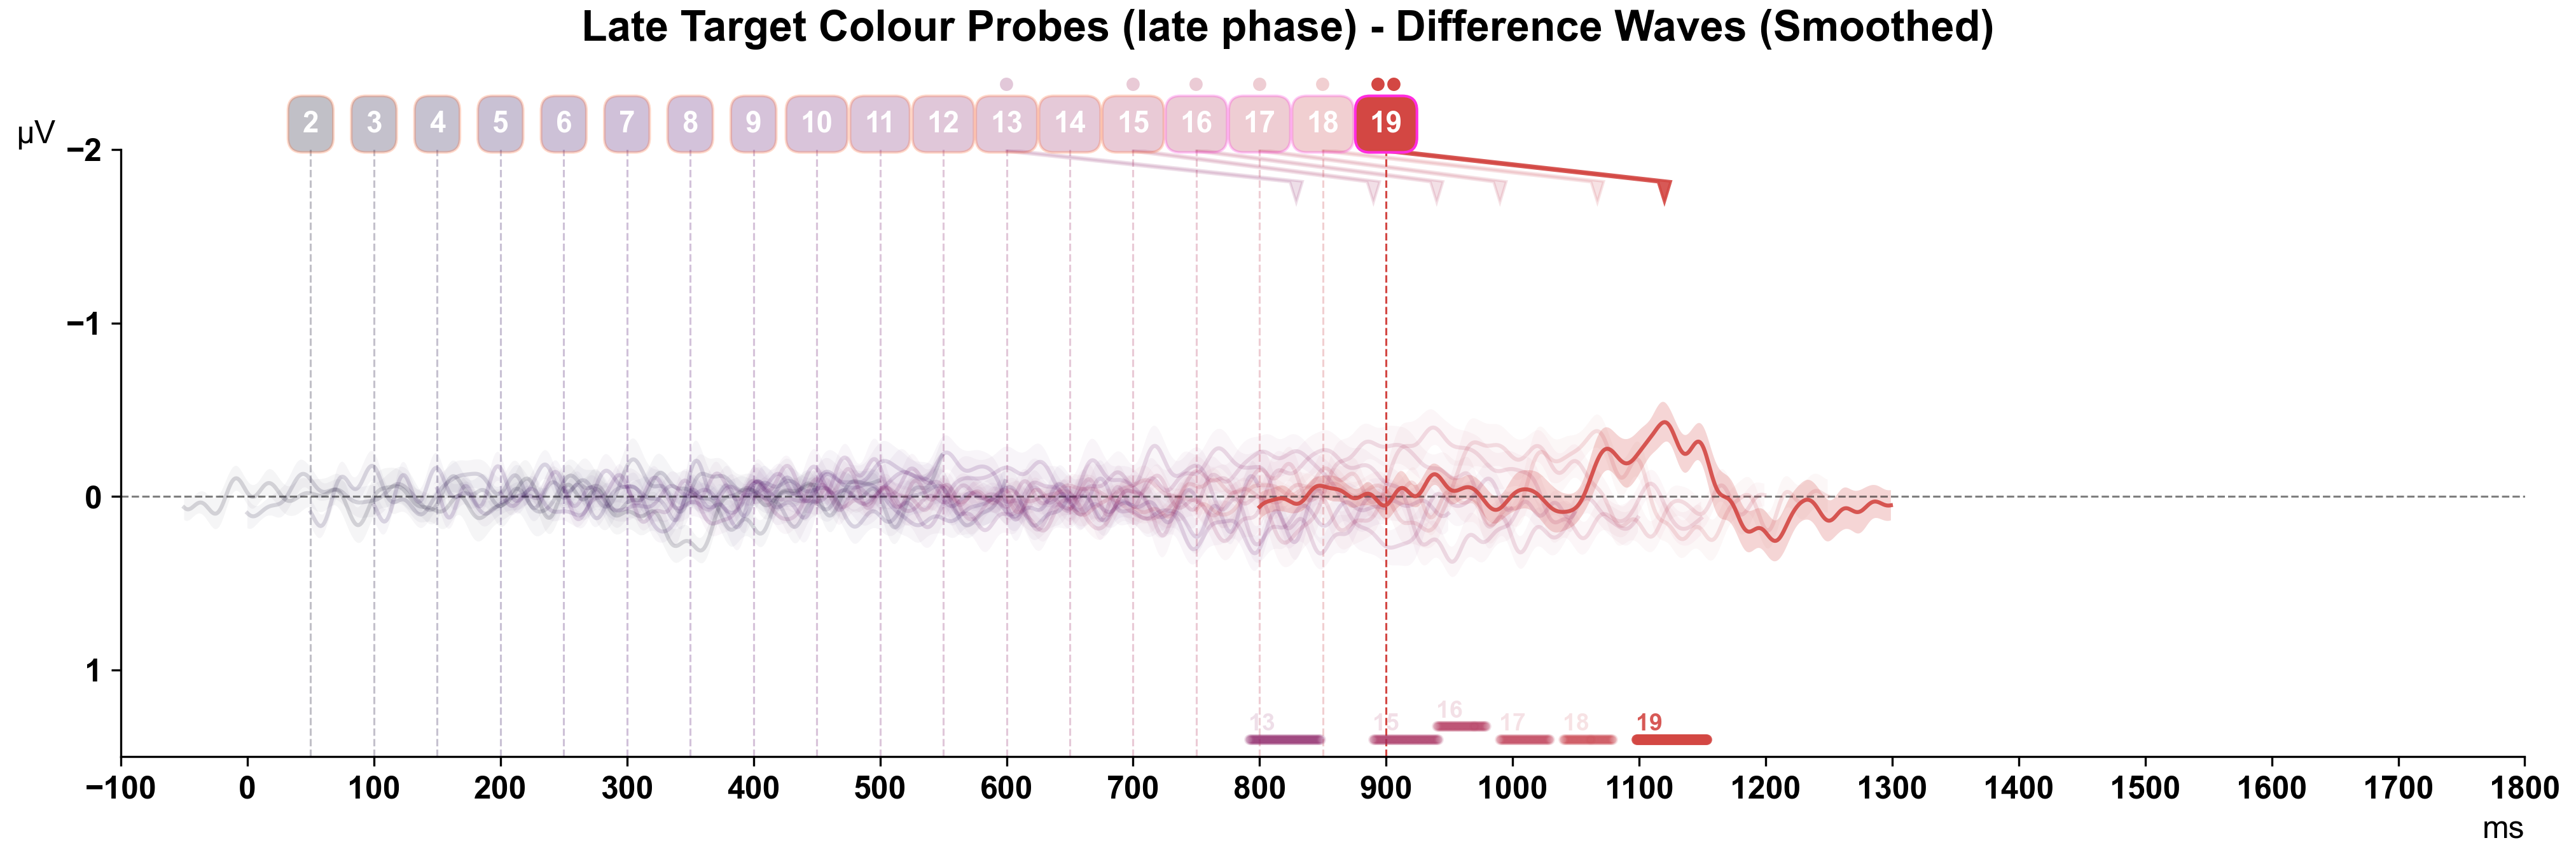 Late Target Colour Probes (late phase) - Difference Waves (Smoothed)
2 3 4 5 6 7 8 9 10 11 12 13 14 15 16 17 18 19
µV
−2
−1
0
1
16
13 15 17 18 19
−100 0 100 200 300 400 500 600 700 800 900 1000 1100 1200 1300 1400 1500 1600 1700 1800
ms